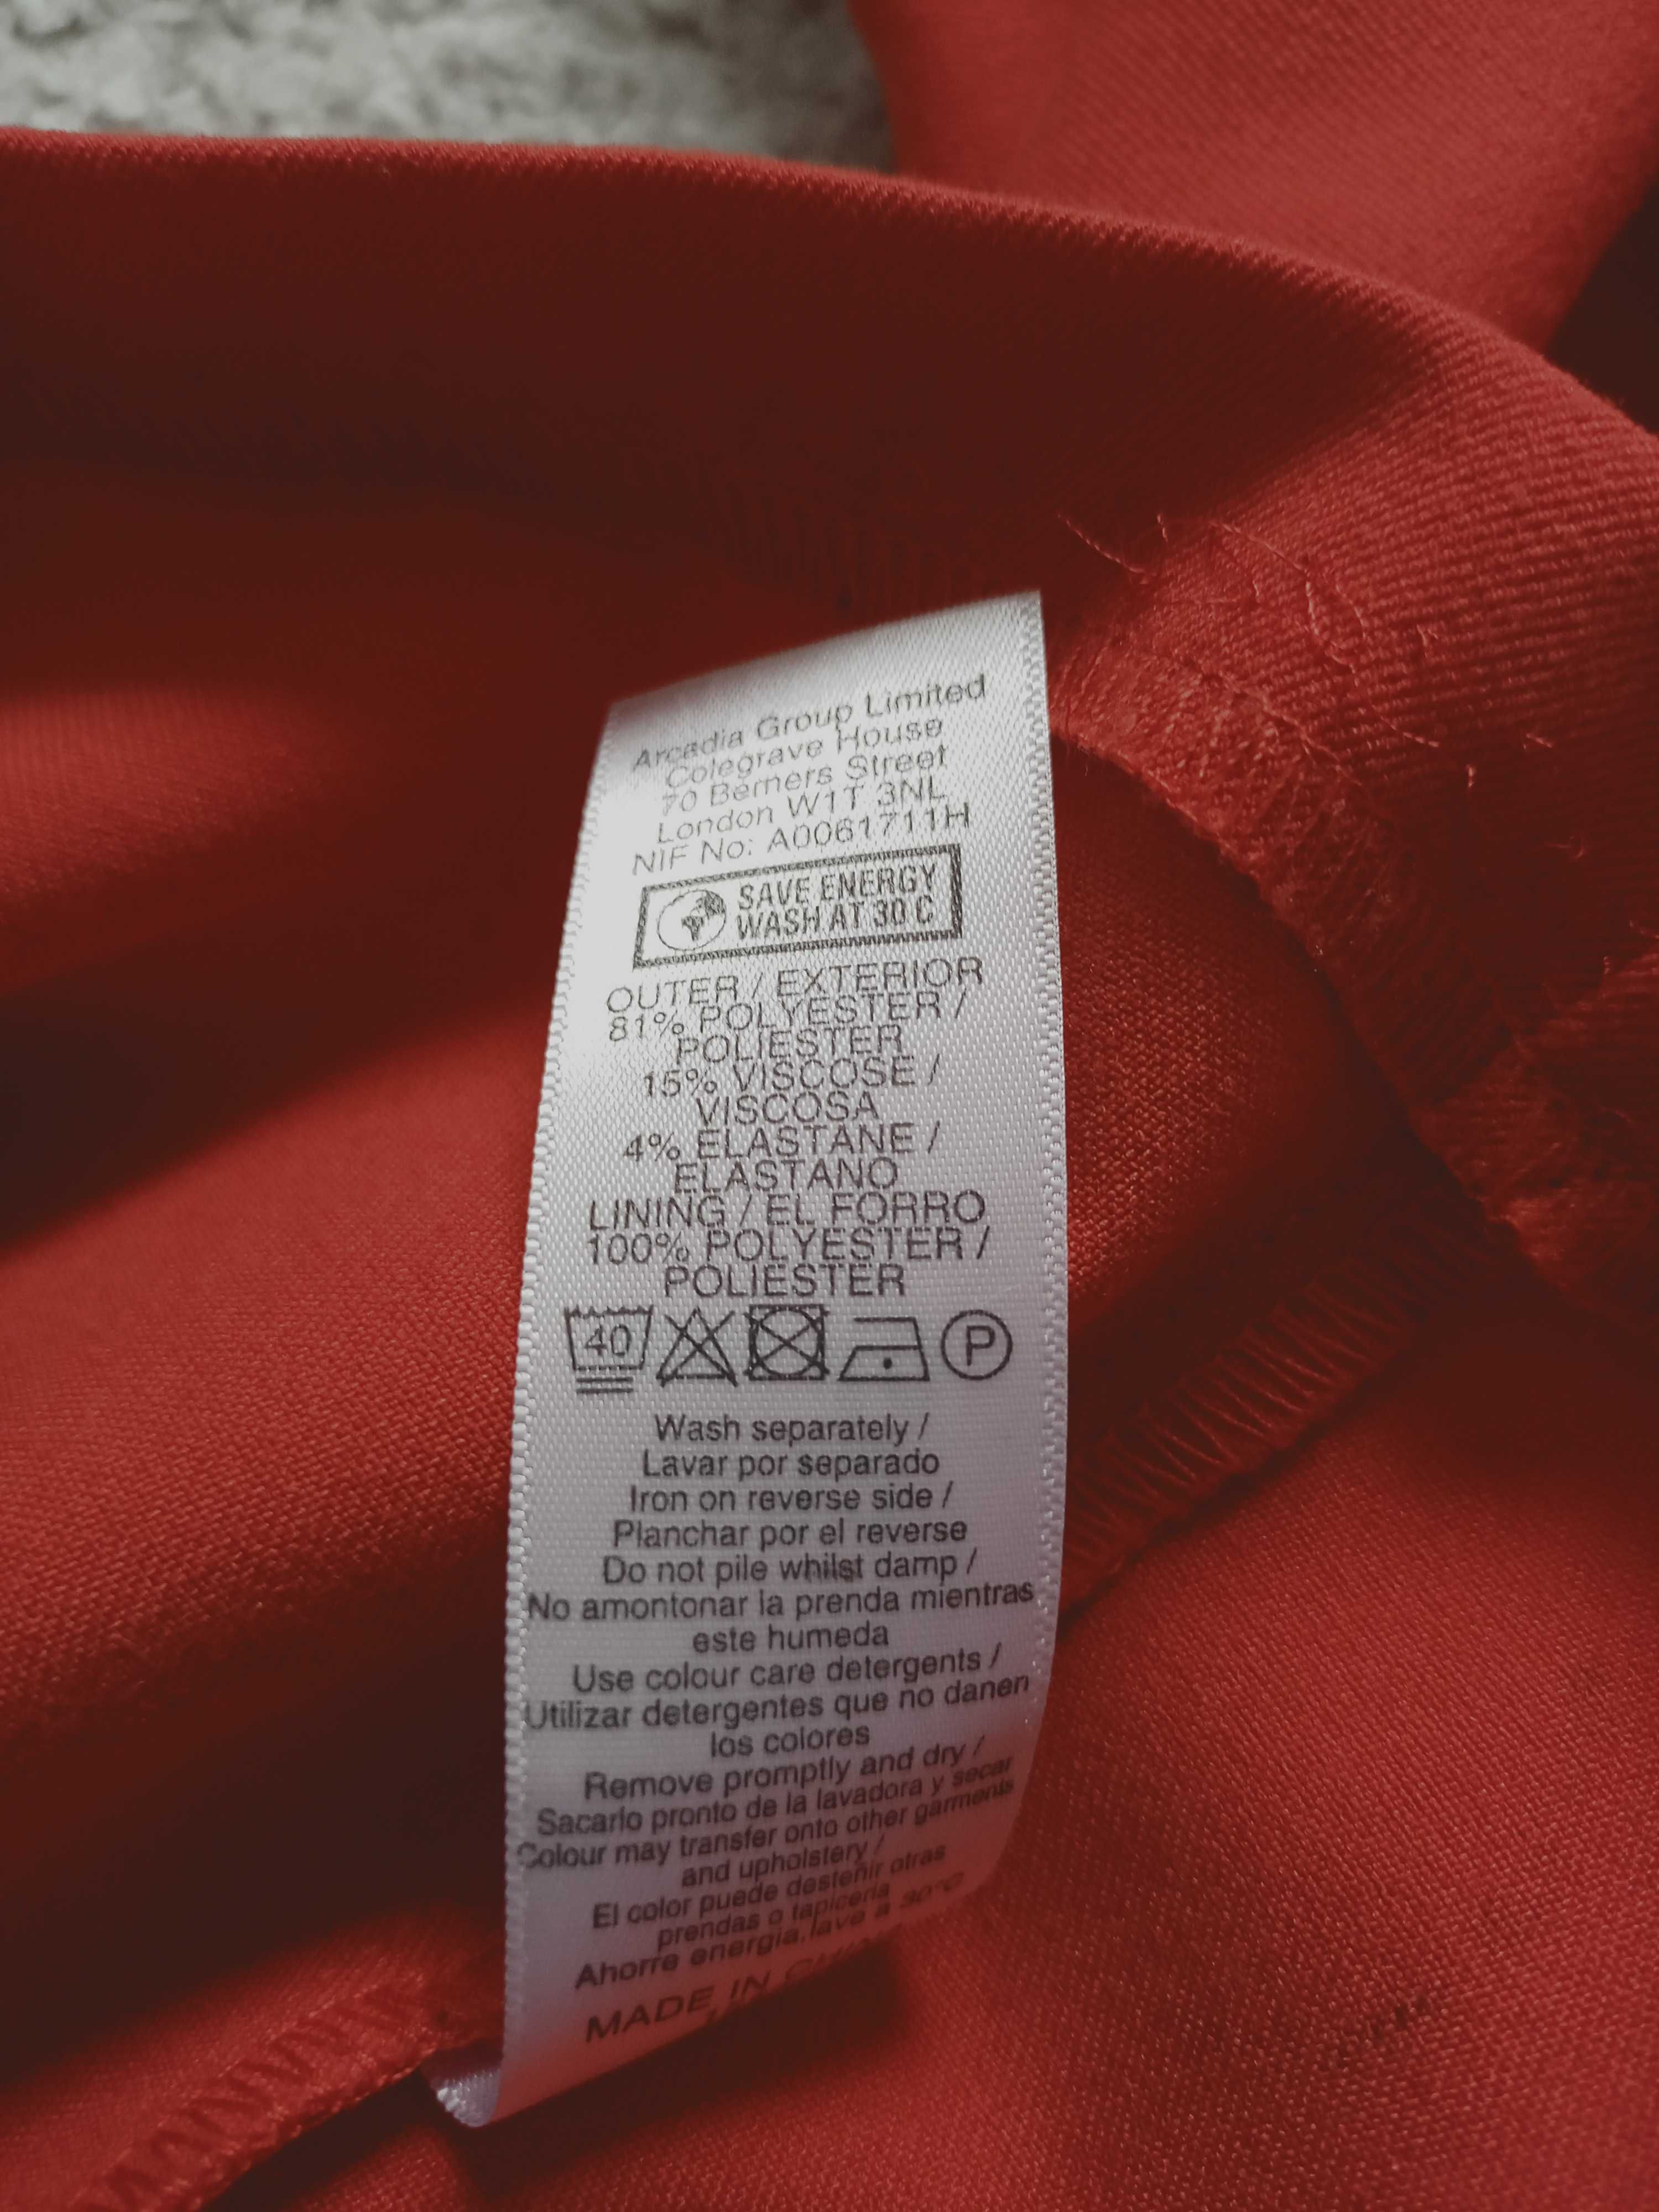 Arcadia Group Limited
Colegrave House
70 Berners Street
London W1T 3NL
NIF No: A0061711H
SAVE ENERGY
WASH AT 30 C
OUTER / EXTERIOR
81% POLYESTER /
POLIESTER
15% VISCOSE /
VISCOSA
4% ELASTANE /
ELASTANO
LINING / EL FORRO
100% POLYESTER /
POLIESTER
40 P
Wash separately /
Lavar por separado
Iron on reverse side /
Planchar por el reverse
Do not pile whilst damp /
No amontonar la prenda mientras
este humeda
Use colour care detergents /
Utilizar detergentes que no danen
los colores
Remove promptly and dry /
Sacarlo pronto de la lavadora y secar
Colour may transfer onto other garments
and upholstery /
El color puede desteñir otras
prendas o tapiceria
Ahorre energia.lave a 30°C
MADE IN CHINA